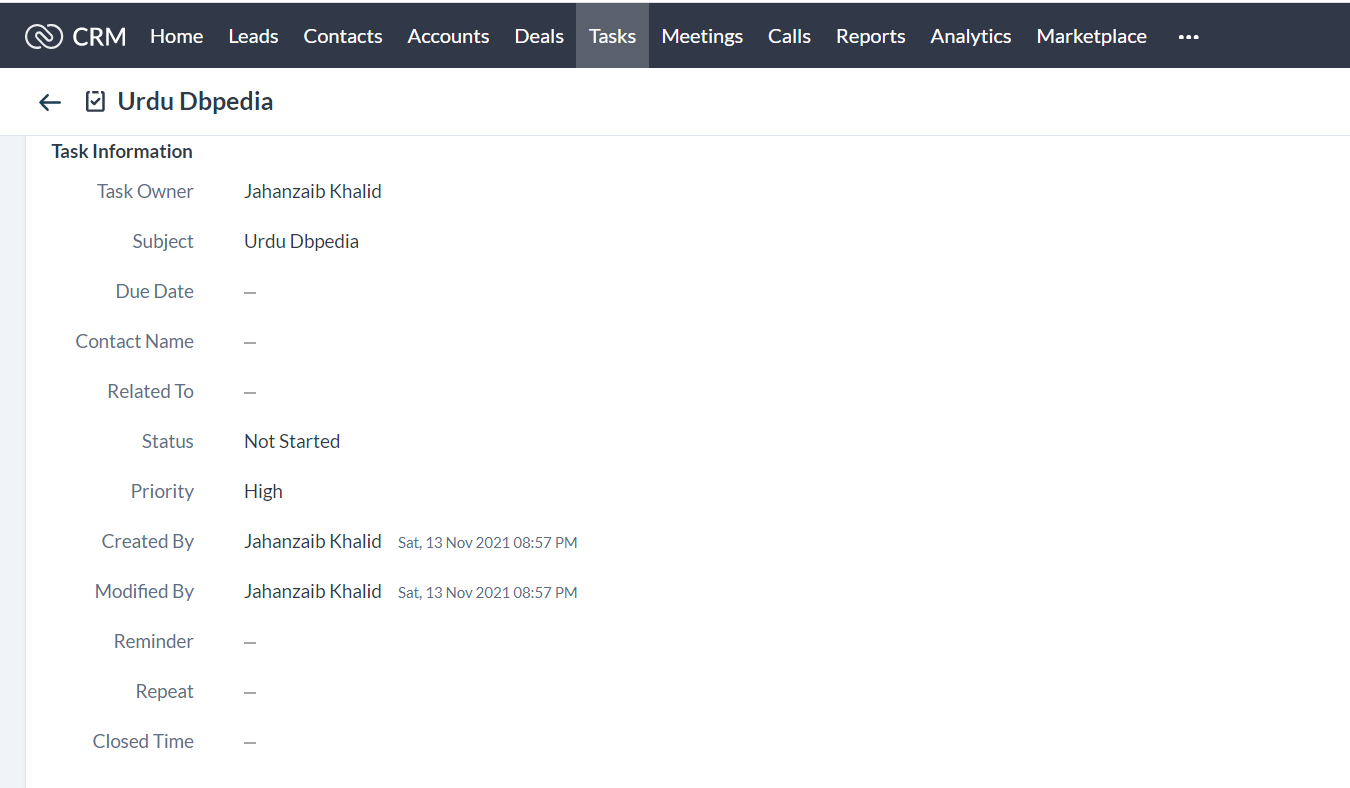 CRM Home Leads Contacts Accounts Deals Tasks Meetings Calls Reports Analytics Marketplace •••
Urdu Dbpedia
Task Information
Task Owner Jahanzaib Khalid
Subject Urdu Dbpedia
Due Date —
Contact Name —
Related To —
Status Not Started
Priority High
Created By Jahanzaib Khalid Sat, 13 Nov 2021 08:57 PM
Modified By Jahanzaib Khalid Sat, 13 Nov 2021 08:57 PM
Reminder —
Repeat —
Closed Time —